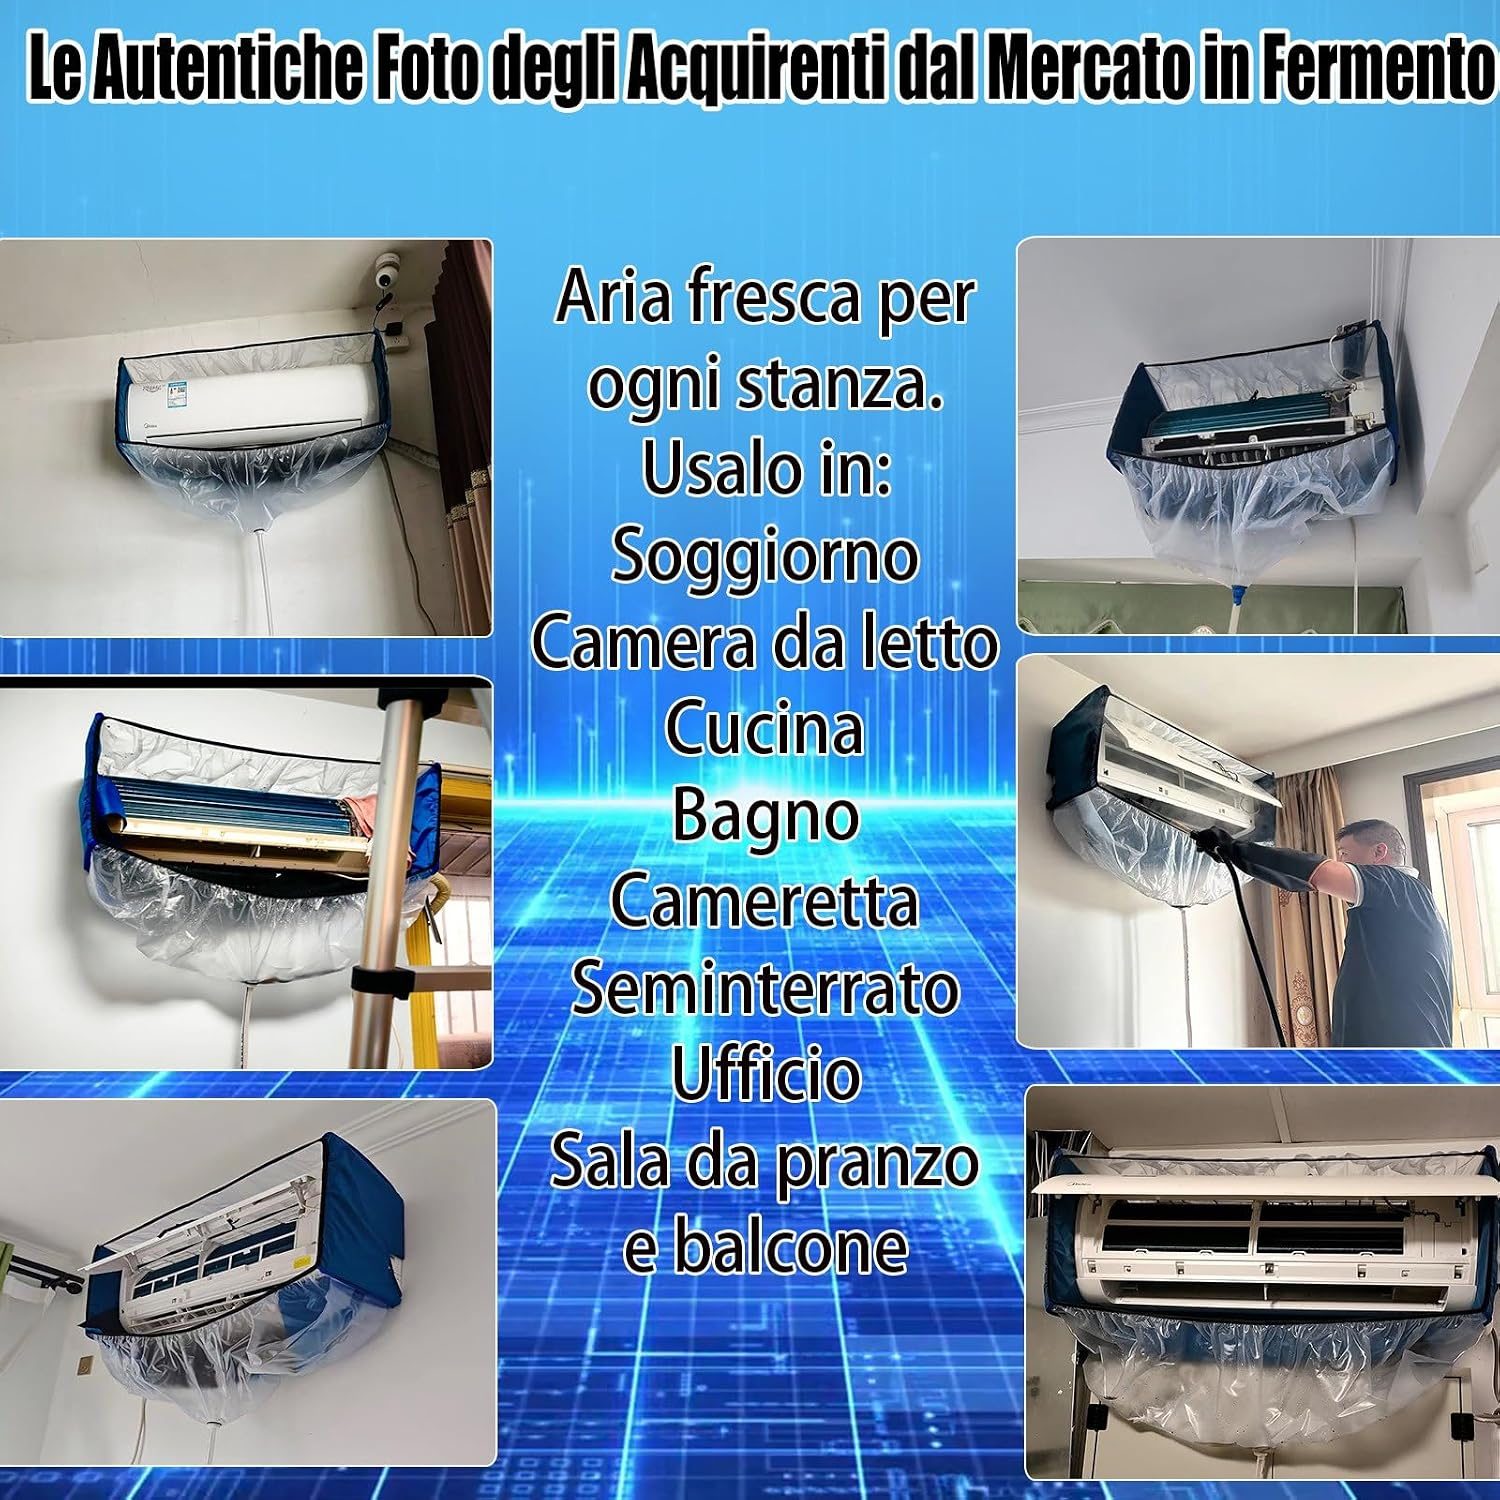 Le Autentiche Foto degli Acquirenti dal Mercato in Fermento
Aria fresca per
ogni stanza.
Usalo in:
Soggiorno
Camera da letto
Cucina
Bagno
Cameretta
Seminterrato
Ufficio
Sala da pranzo
e balcone